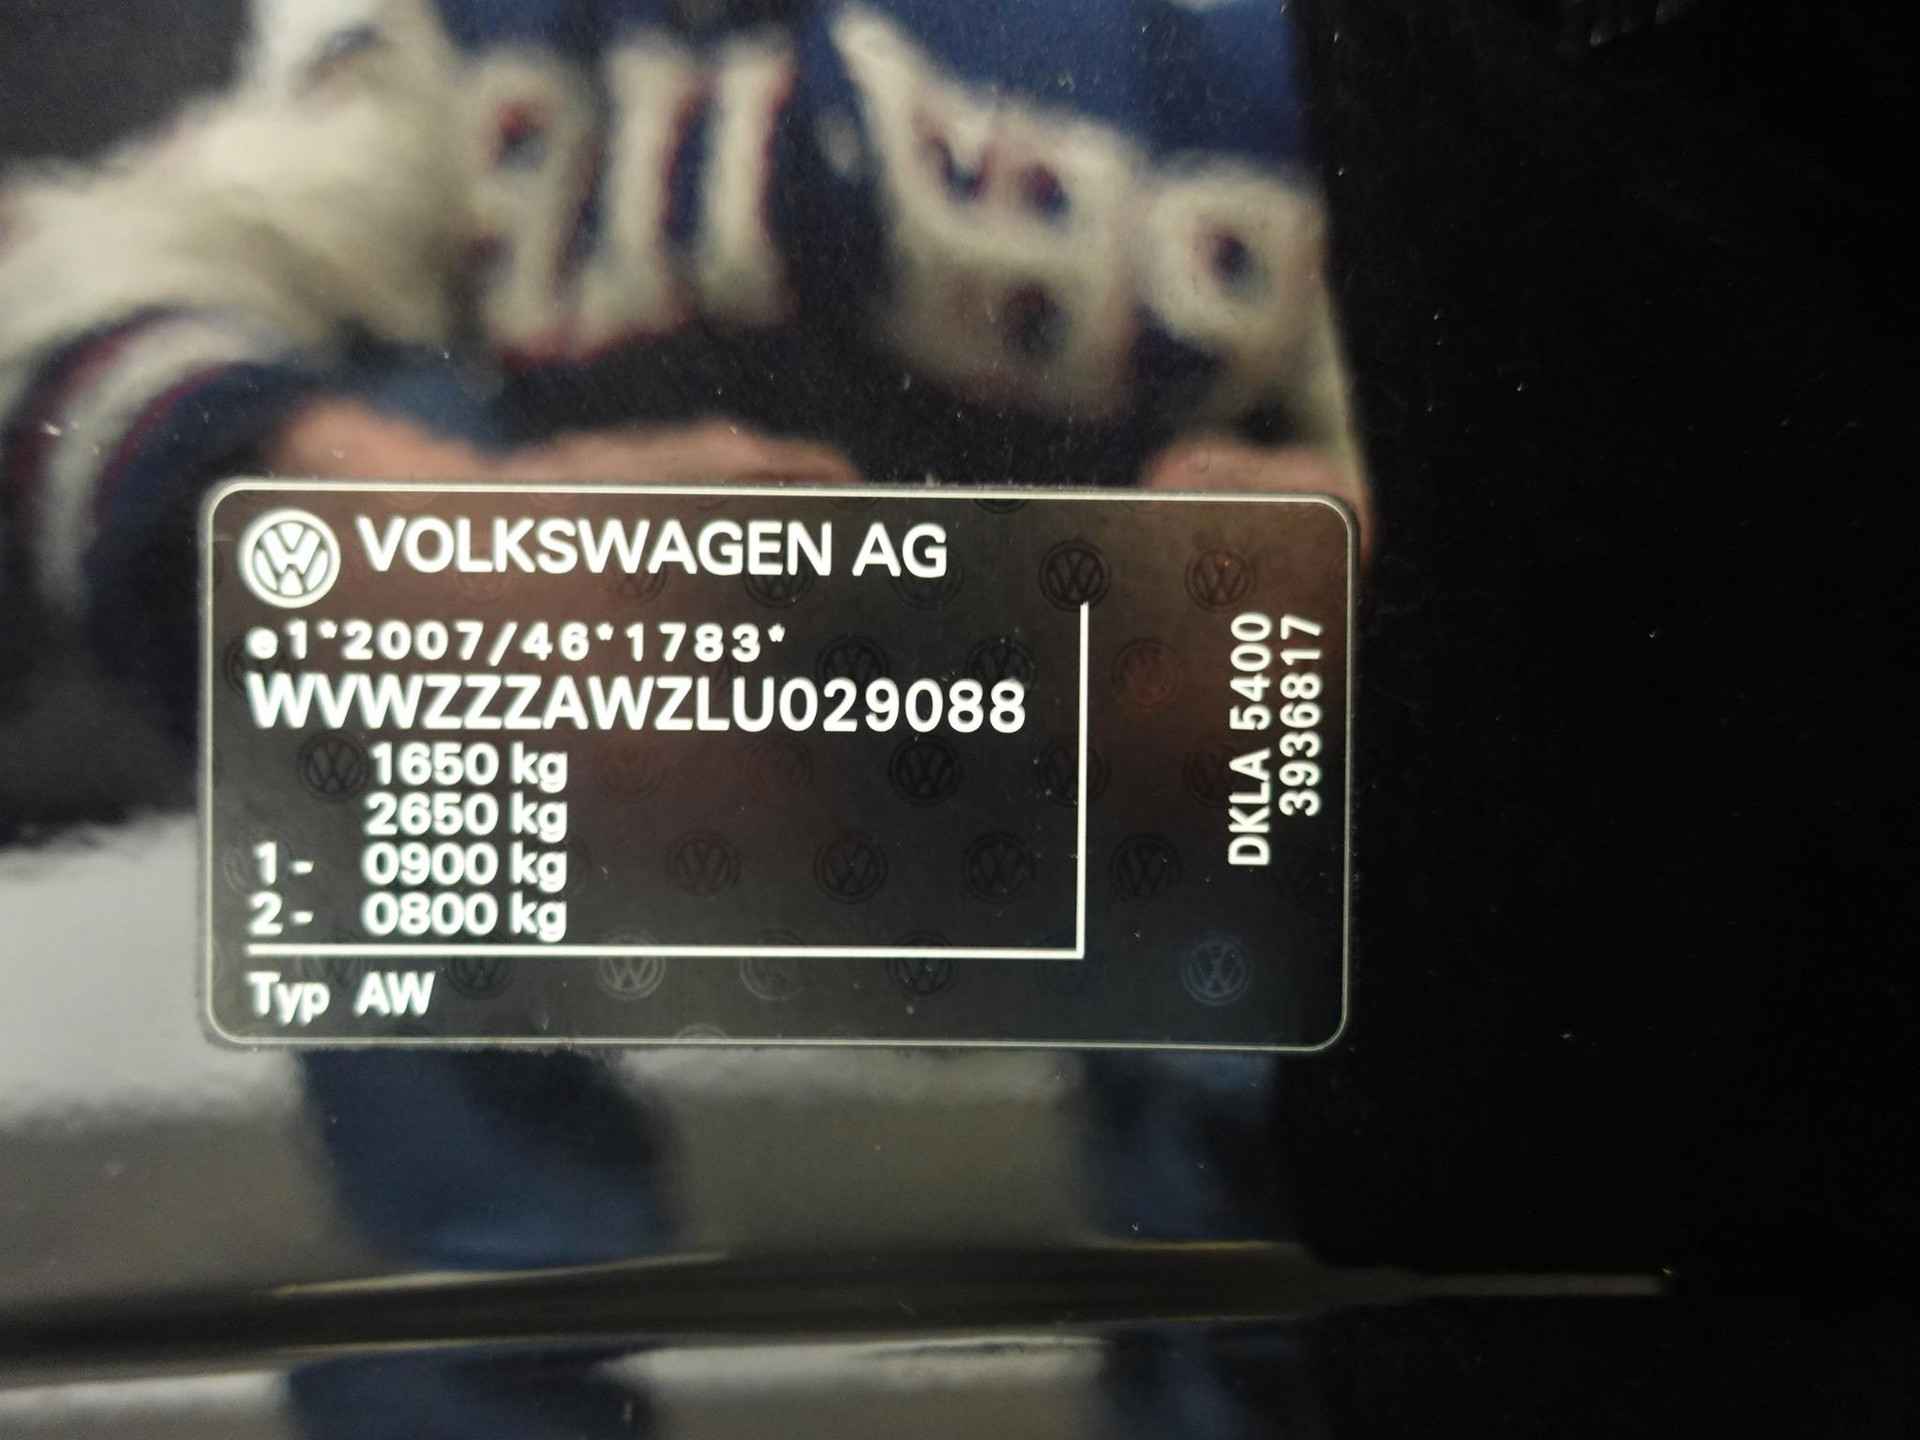 VOLKSWAGEN AG
e1*2007/46*1783*
WVWZZZAWZLU029088
1650 kg
2650 kg
1- 0900 kg
2- 0800 kg
Typ AW
DKLA 5400
3936817